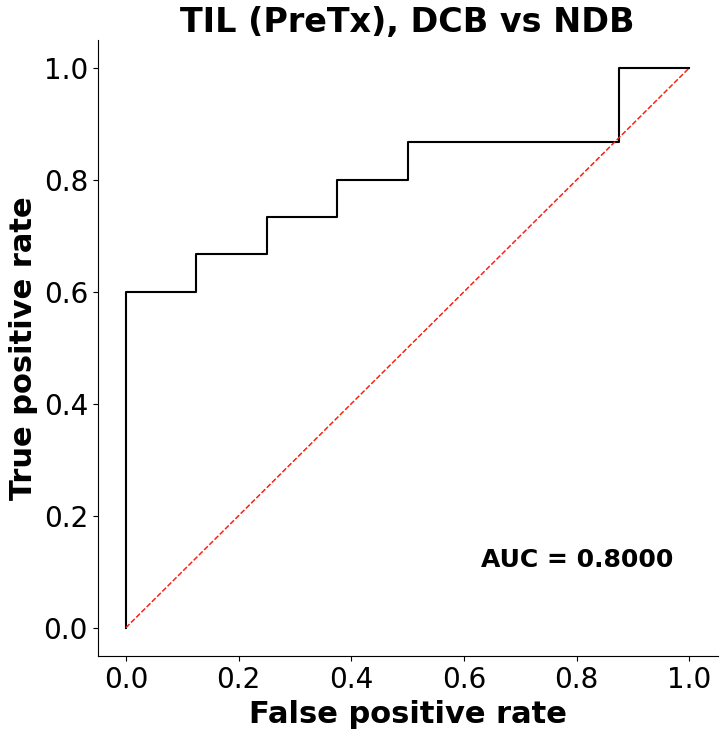 TIL (PreTx), DCB vs NDB
1.0
0.8
0.6
0.4
0.2
0.0
True positive rate
AUC = 0.8000
0.0 0.2 0.4 0.6 0.8 1.0
False positive rate